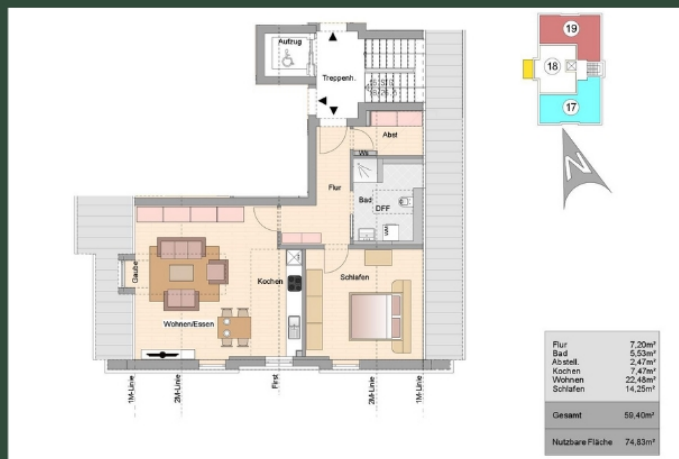 Aufzug
Treppenh.
Abst
WM
Flur
Bad
DFF
Gaube
Kochen
Schlafen
Wohnen/Essen
1M-Linie
2M-Linie
First
2M-Linie
1M-Linie
19
18
17
N
Flur 7,20m²
Bad 5,53m²
Abstell. 2,47m²
Kochen 7,47m²
Wohnen 22,48m²
Schlafen 14,25m²
Gesamt 59,40m²
Nutzbare Fläche 74,83m²